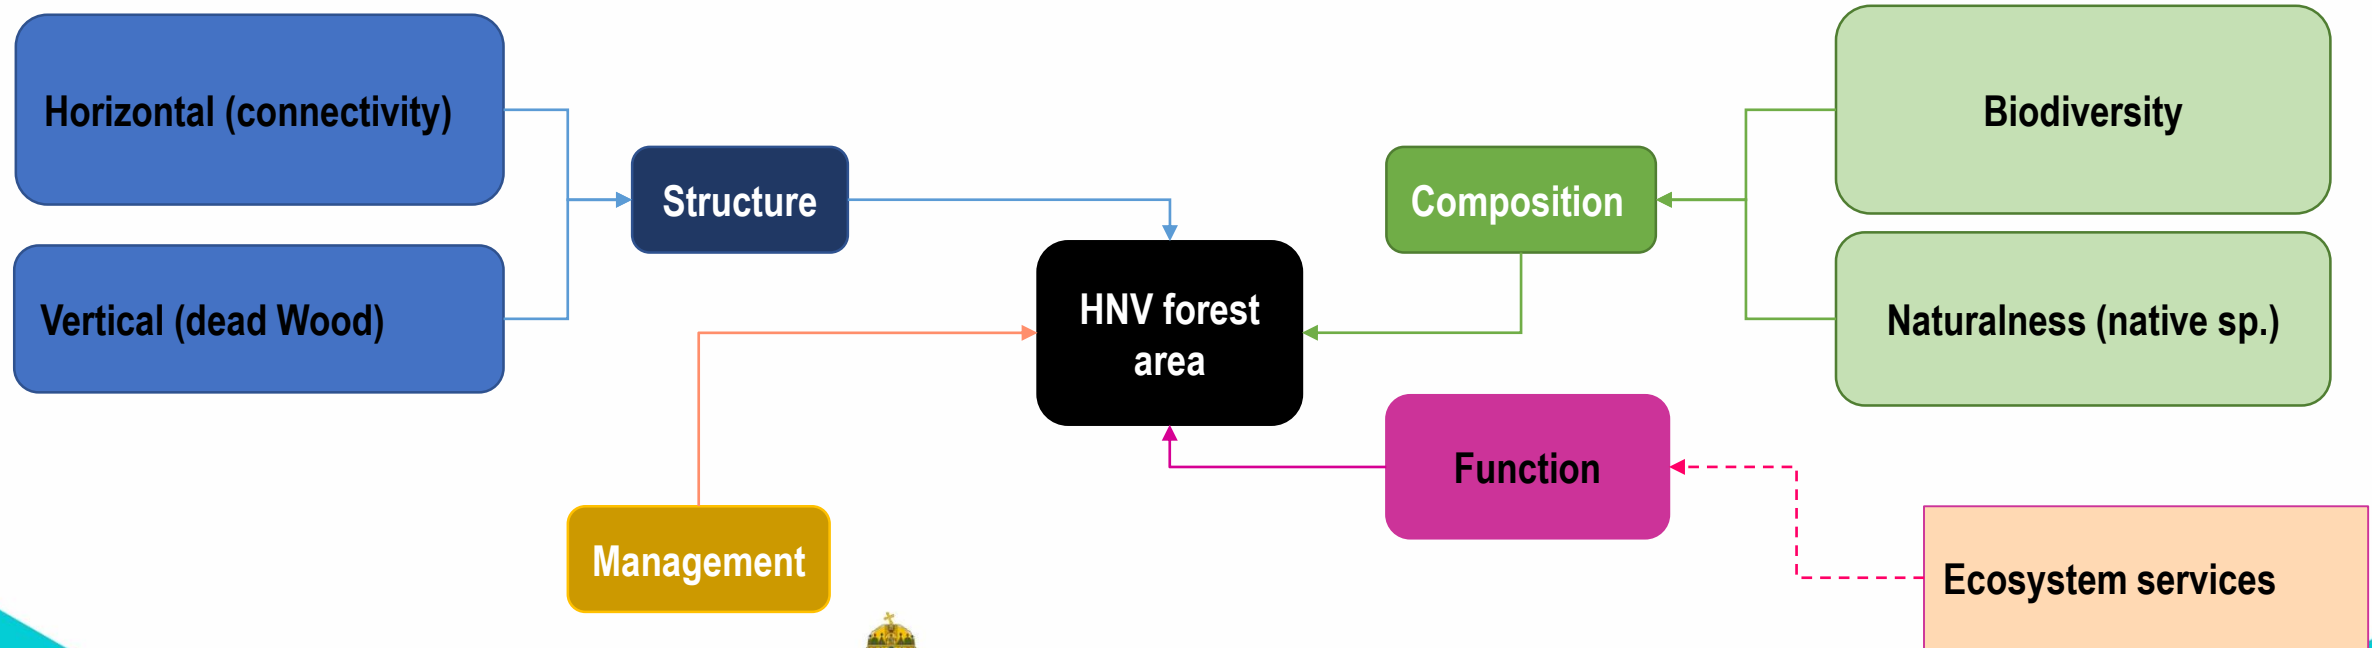 Horizontal (connectivity)
Vertical (dead Wood)
Structure
Management
HNV forest
area
Composition
Function
Biodiversity
Naturalness (native sp.)
Ecosystem services